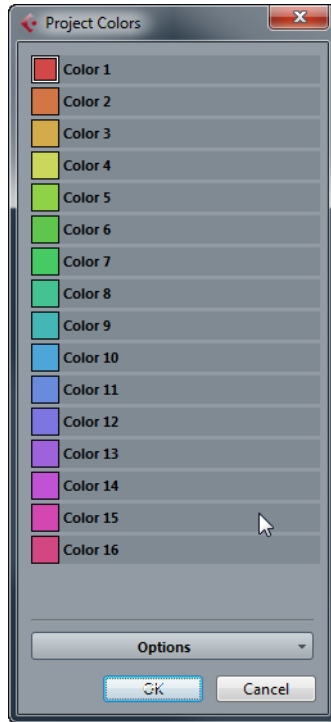 Project Colors
Color 1
Color 2
Color 3
Color 4
Color 5
Color 6
Color 7
Color 8
Color 9
Color 10
Color 11
Color 12
Color 13
Color 14
Color 15
Color 16
Options
OK Cancel